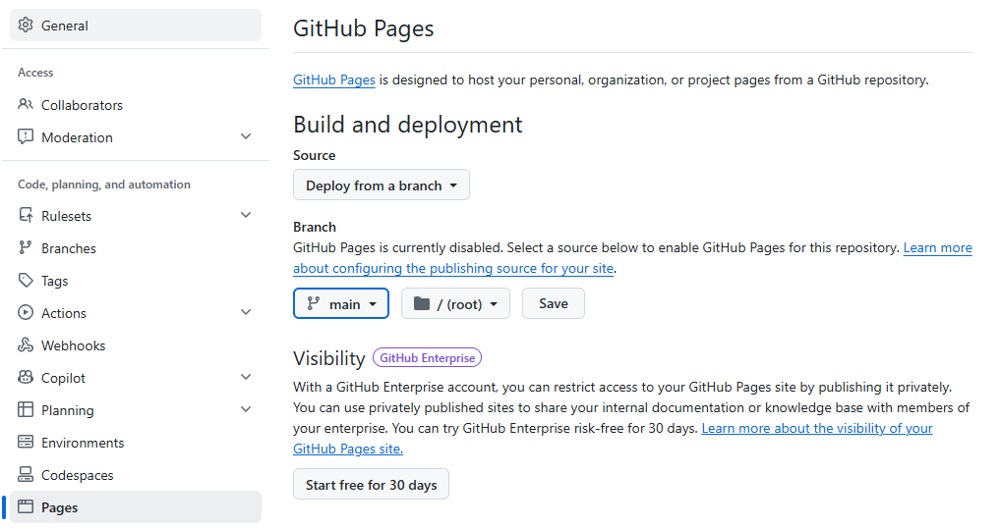 General
Access
Collaborators
Moderation
Code, planning, and automation
Rulesets
Branches
Tags
Actions
Webhooks
Copilot
Planning
Environments
Codespaces
Pages
GitHub Pages
GitHub Pages is designed to host your personal, organization, or project pages from a GitHub repository.
Build and deployment
Source
Deploy from a branch
Branch
GitHub Pages is currently disabled. Select a source below to enable GitHub Pages for this repository. Learn more
about configuring the publishing source for your site.
main / (root) Save
Visibility GitHub Enterprise
With a GitHub Enterprise account, you can restrict access to your GitHub Pages site by publishing it privately.
You can use privately published sites to share your internal documentation or knowledge base with members of
your enterprise. You can try GitHub Enterprise risk-free for 30 days. Learn more about the visibility of your
GitHub Pages site.
Start free for 30 days